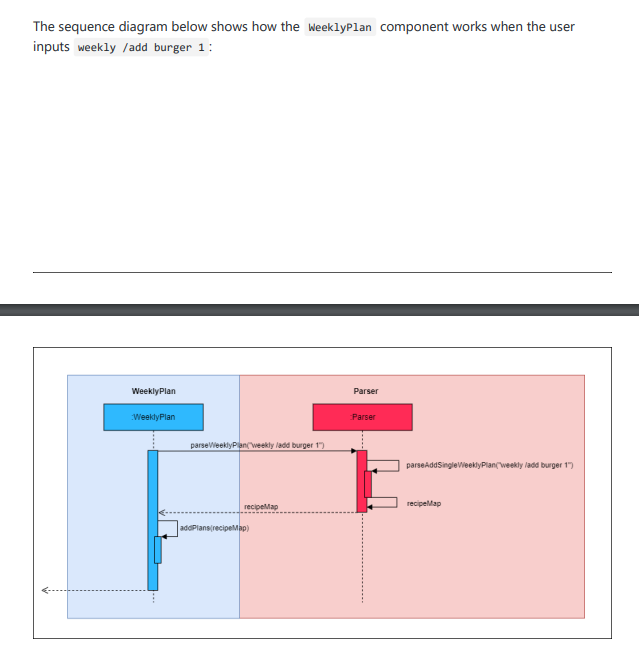 The sequence diagram below shows how the WeeklyPlan component works when the user
inputs weekly /add burger 1 :
WeeklyPlan
Parser
:WeeklyPlan
:Parser
parseWeeklyPlan("weekly /add burger 1")
parseAddSingleWeeklyPlan("weekly /add burger 1")
recipeMap
recipeMap
addPlans(recipeMap)